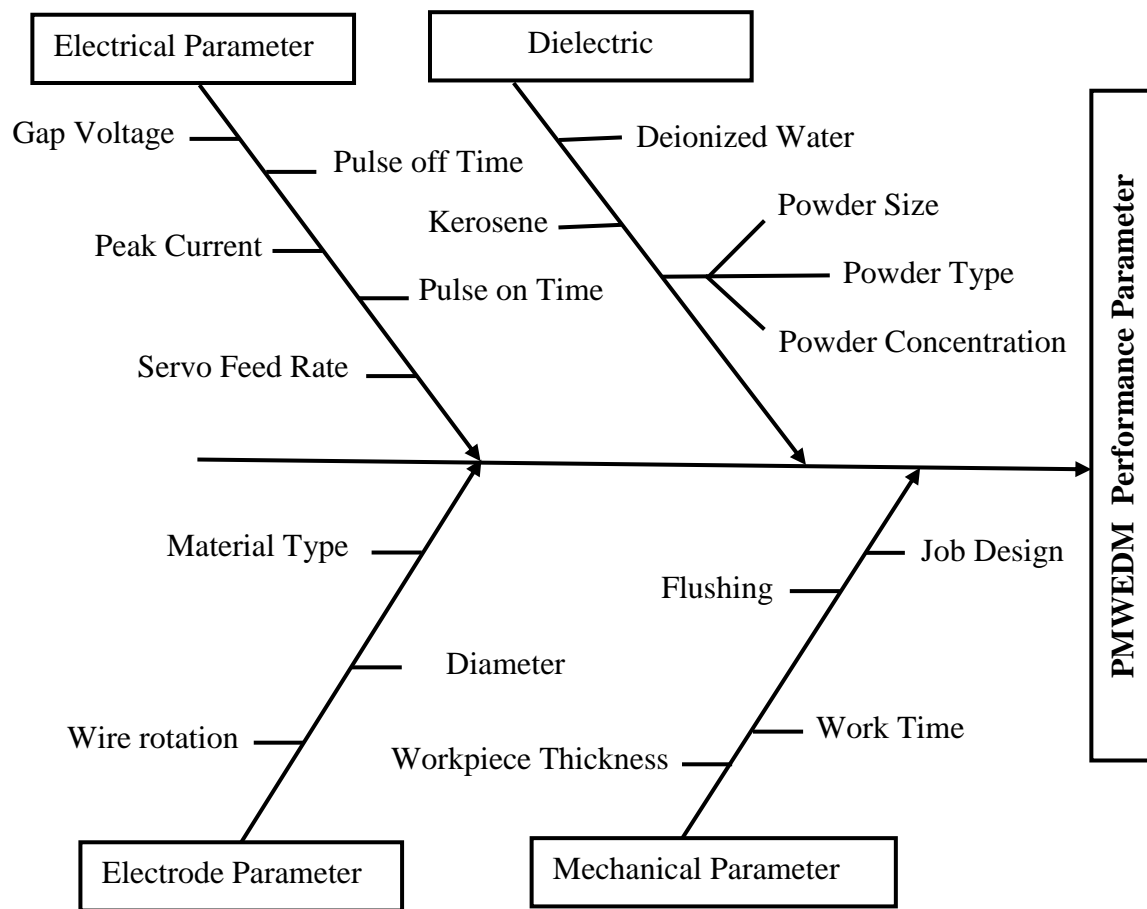 Electrical Parameter
Dielectric
Gap Voltage
Deionized Water
Pulse off Time
Powder Size
Kerosene
Peak Current
Powder Type
Pulse on Time
Powder Concentration
Servo Feed Rate
PMWEDM Performance Parameter
Material Type
Job Design
Flushing
Diameter
Wire rotation
Work Time
Workpiece Thickness
Electrode Parameter
Mechanical Parameter